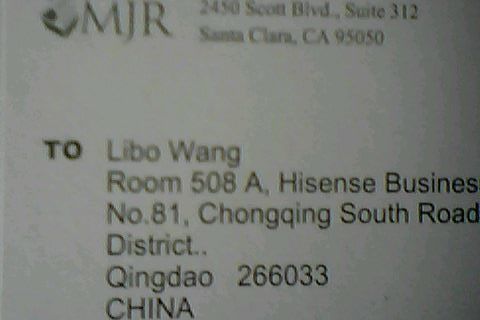 MJR
2450 Scott Blvd., Suite 312
Santa Clara, CA 95050
TO Libo Wang
Room 508 A, Hisense Busines
No.81, Chongqing South Road
District..
Qingdao 266033
CHINA